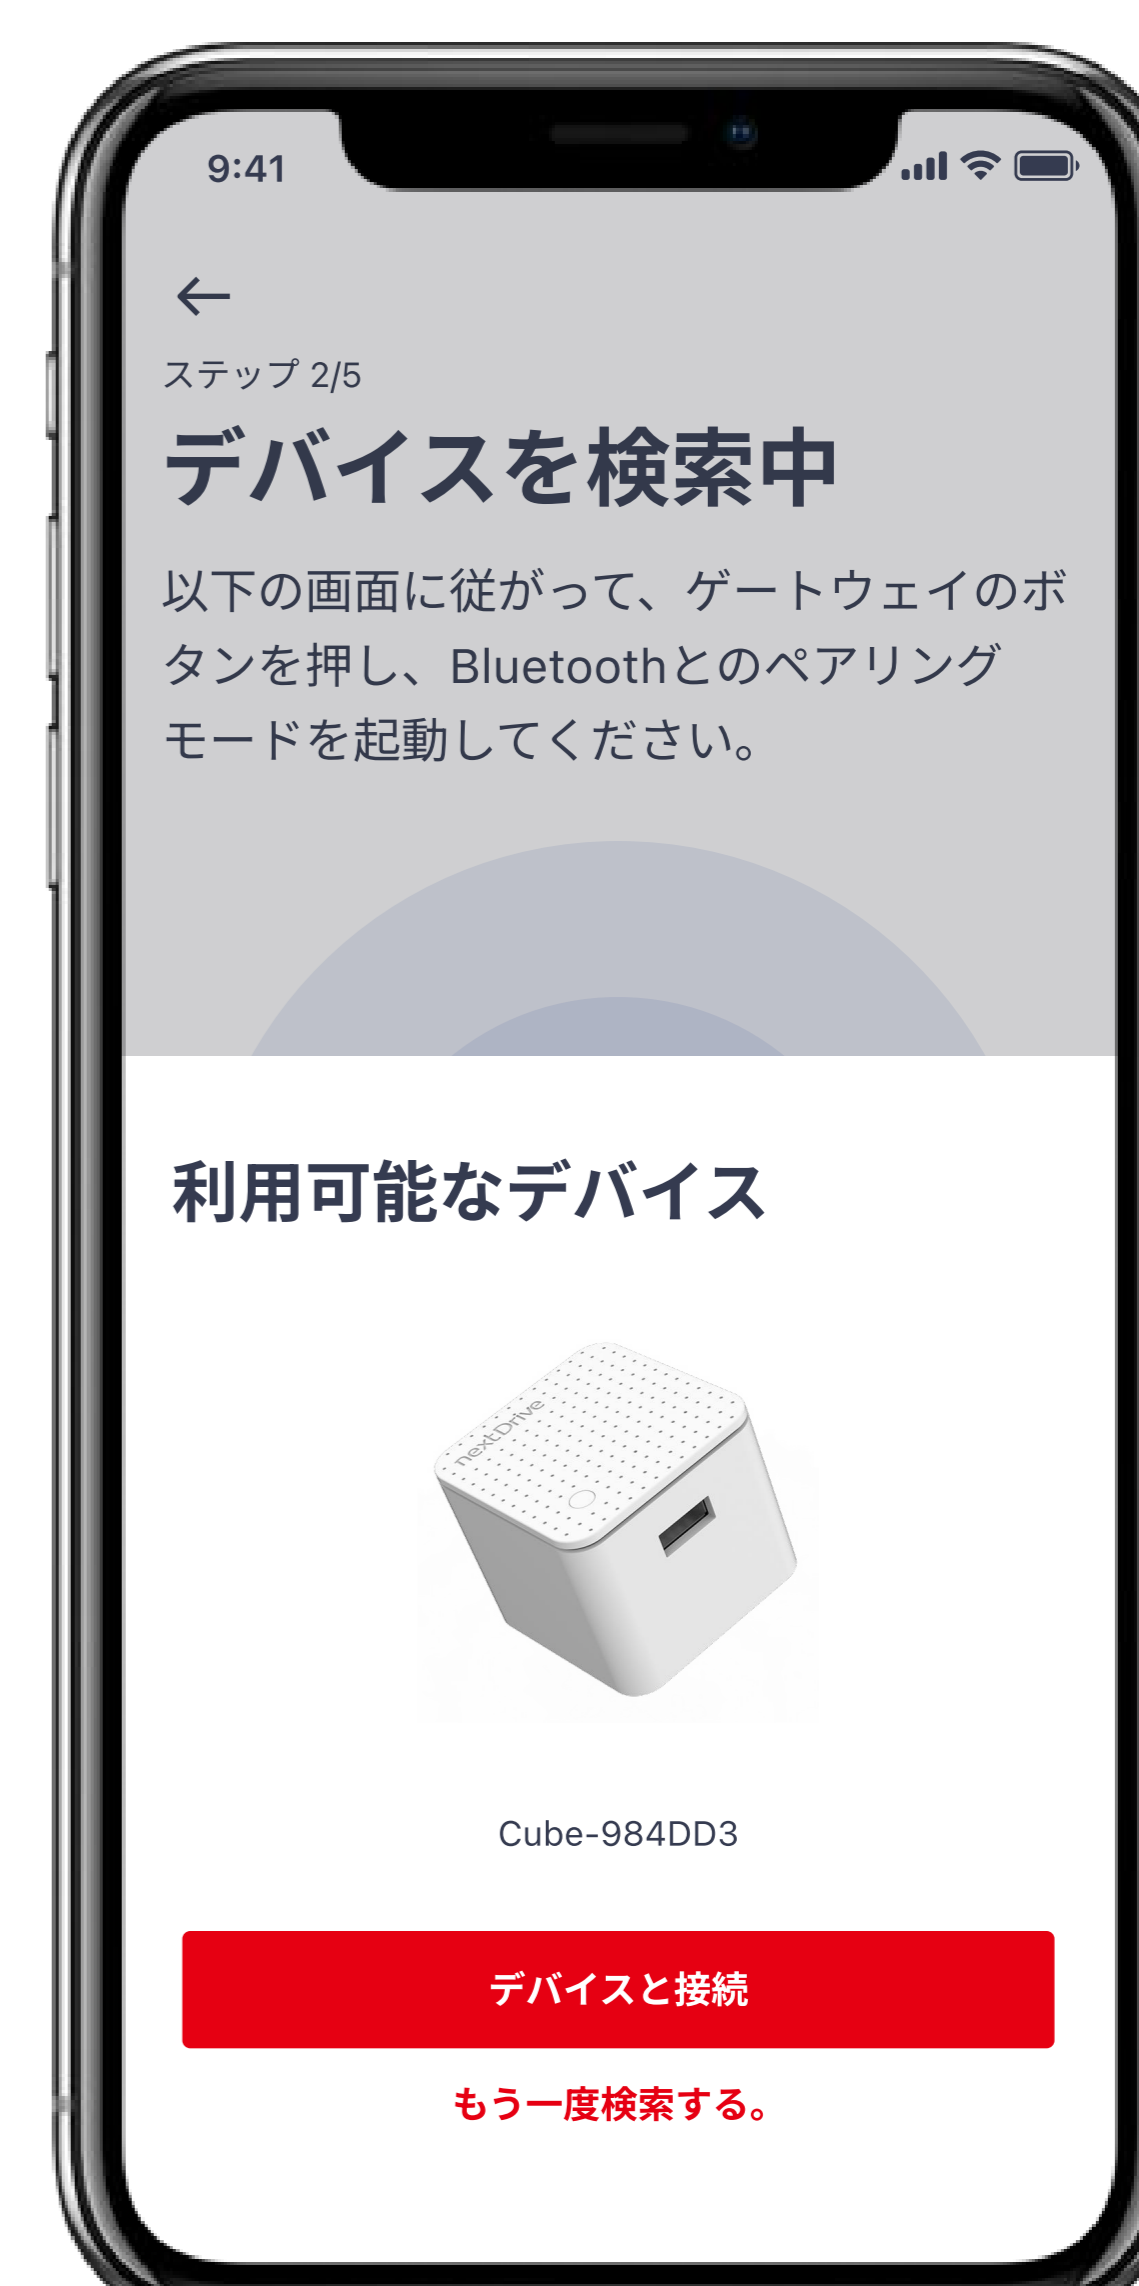 9:41
ステップ 2/5
デバイスを検索中
以下の画面に従がって、ゲートウェイのボ
タンを押し、Bluetoothとのペアリング
モードを起動してください。
利用可能なデバイス
nextDrive
Cube-984DD3
デバイスと接続
もう一度検索する。